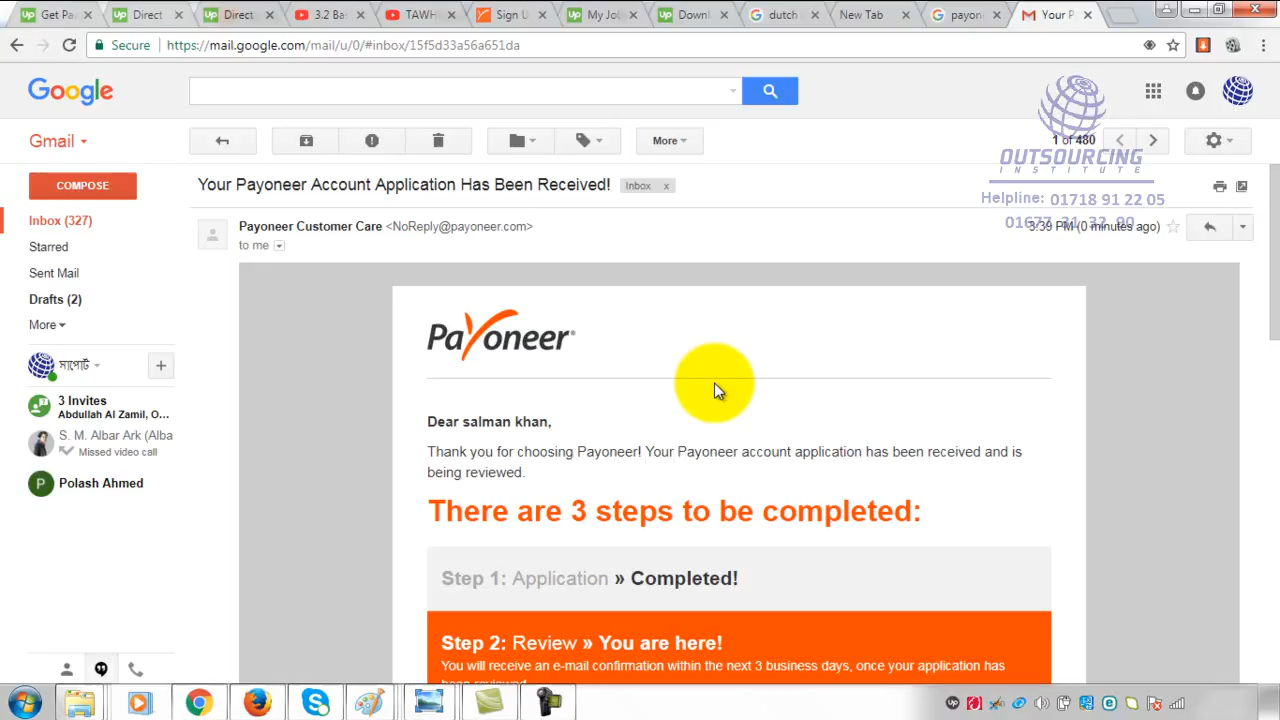 Get Pa
Direct
Direct
3.2 Ba
TAWH
Sign U
My Jo
Downl
dutch
New Tab
payon
Your P
Secure
https://mail.google.com/mail/u/0/#inbox/15f5d33a56a651da
Google
Gmail
More
1 of 480
OUTSOURCING
INSTITUTE
Helpline: 01718 91 22 05
COMPOSE
Your Payoneer Account Application Has Been Received!
Inbox x
Inbox (327)
Starred
Sent Mail
Drafts (2)
More
সাপোর্ট
3 Invites
Abdullah Al Zamil, O...
S. M. Albar Ark (Alba
Missed video call
P
Polash Ahmed
Payoneer Customer Care <NoReply@payoneer.com>
3:39 PM (0 minutes ago)
to me
Payoneer
Dear salman khan,
Thank you for choosing Payoneer! Your Payoneer account application has been received and is
being reviewed.
There are 3 steps to be completed:
Step 1: Application » Completed!
Step 2: Review » You are here!
You will receive an e-mail confirmation within the next 3 business days, once your application has